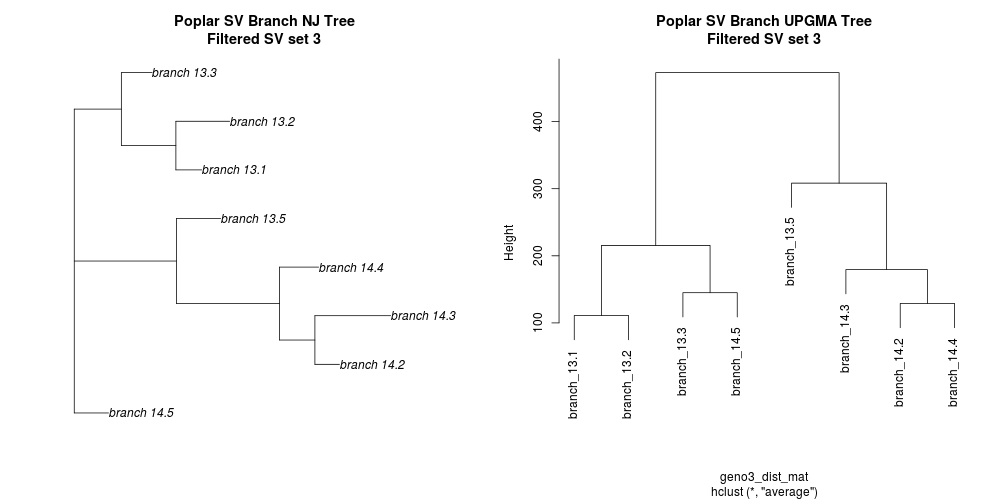 Poplar SV Branch NJ Tree
Filtered SV set 3
branch 13.3
branch 13.2
branch 13.1
branch 13.5
branch 14.4
branch 14.3
branch 14.2
branch 14.5
Poplar SV Branch UPGMA Tree
Filtered SV set 3
Height
400
300
200
100
branch_13.1
branch_13.2
branch_13.3
branch_14.5
branch_13.5
branch_14.3
branch_14.2
branch_14.4
geno3_dist_mat
hclust (*, "average")